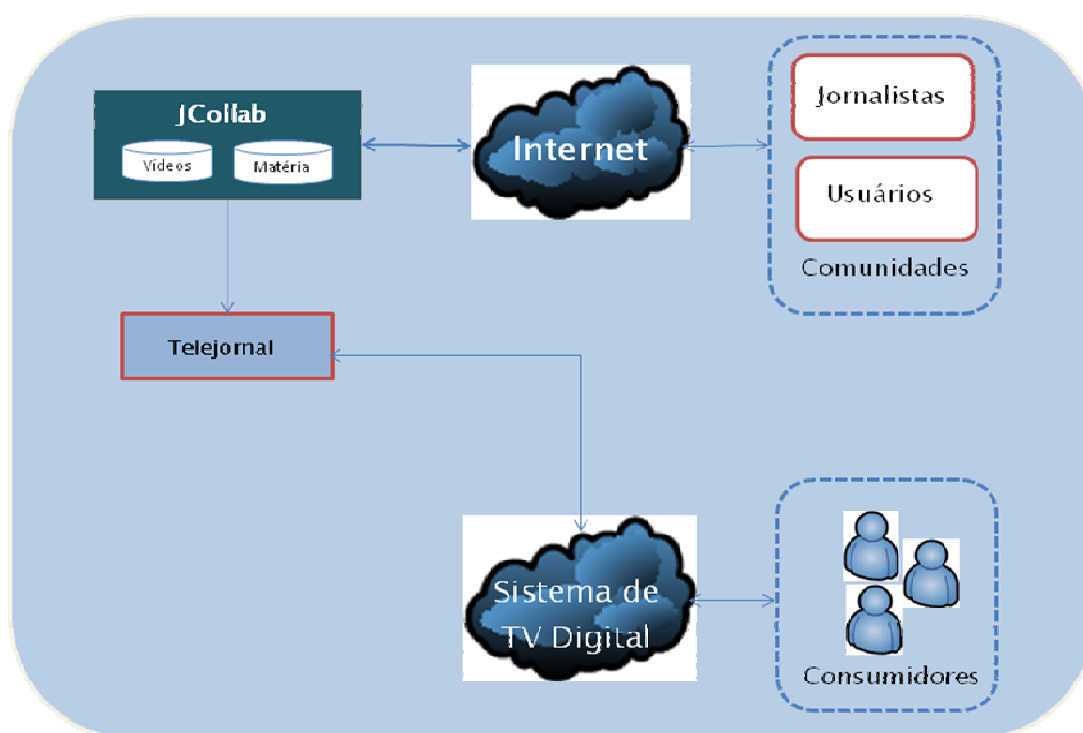 JCollab
Vídeos
Matéria
Internet
Jornalistas
Usuários
Comunidades
Telejornal
Sistema de
TV Digital
Consumidores